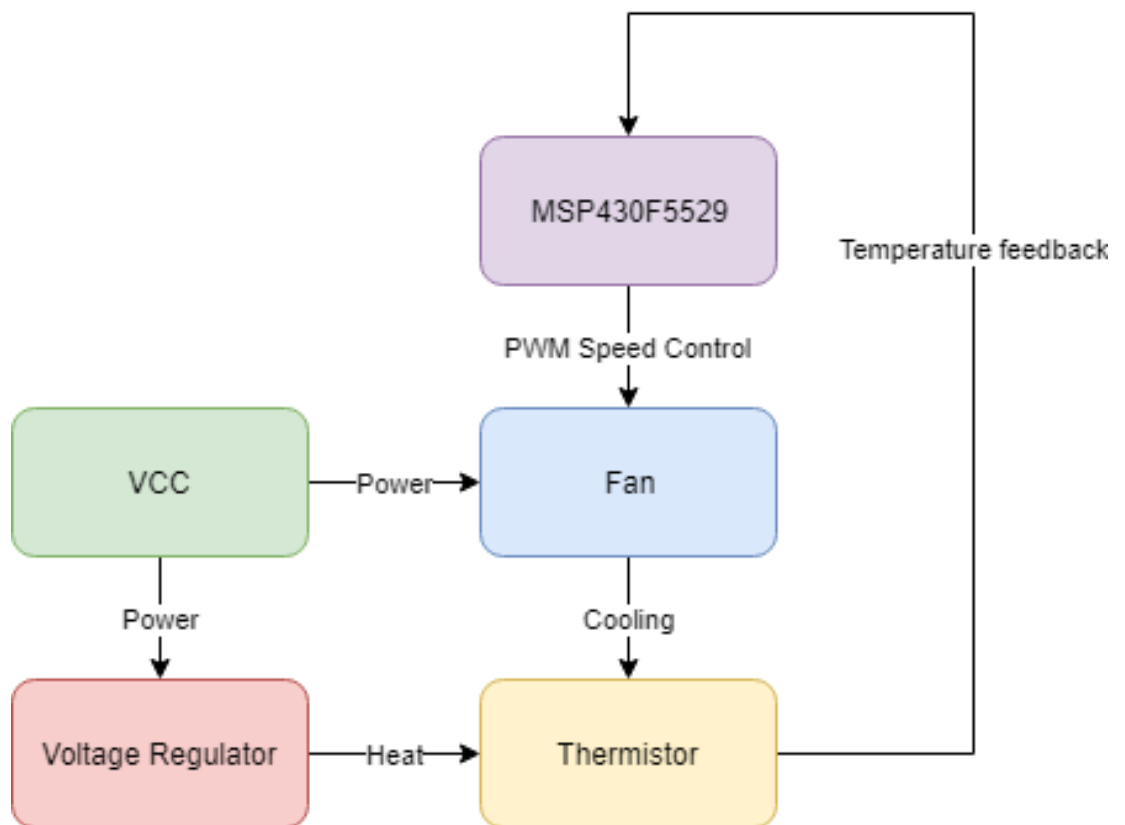 MSP430F5529
Temperature feedback
PWM Speed Control
VCC
Power
Fan
Power
Cooling
Voltage Regulator
Heat
Thermistor